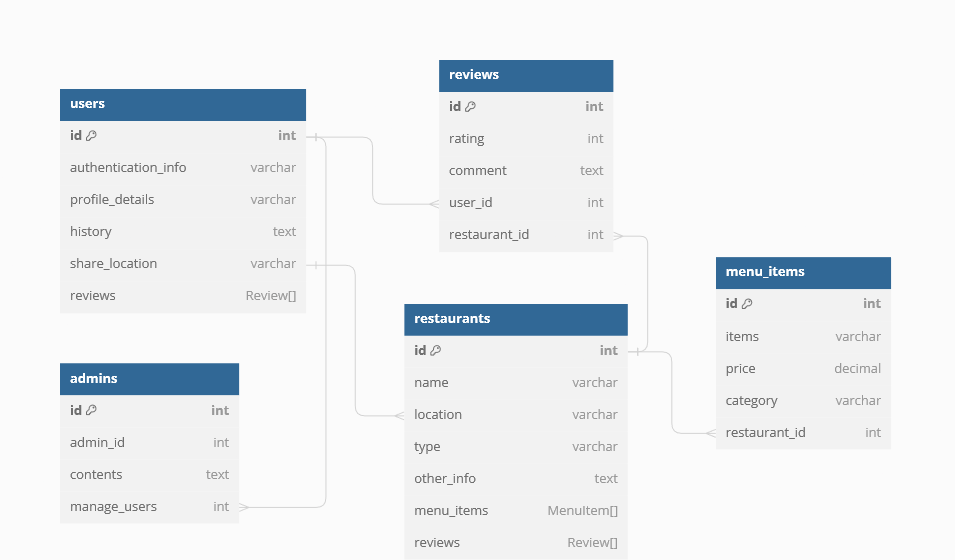 users
id int
authentication_info varchar
profile_details varchar
history text
share_location varchar
reviews Review[]
admins
id int
admin_id int
contents text
manage_users int
reviews
id int
rating int
comment text
user_id int
restaurant_id int
restaurants
id int
name varchar
location varchar
type varchar
other_info text
menu_items MenuItem[]
reviews Review[]
menu_items
id int
items varchar
price decimal
category varchar
restaurant_id int